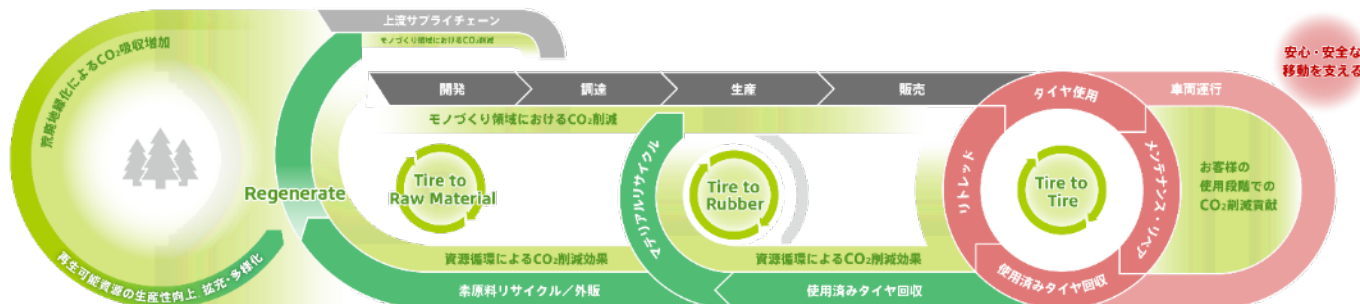 上流サプライチェーン
モノづくり領域におけるCO₂削減
荒廃地緑化によるCO₂吸収増加
再生可能資源の生産性向上、拡充・多様化
Regenerate
開発
調達
生産
販売
モノづくり領域におけるCO₂削減
Tire to
Raw Material
マテリアルリサイクル
Tire to
Rubber
資源循環によるCO₂削減効果
資源循環によるCO₂削減効果
素原料リサイクル／外販
使用済みタイヤ回収
タイヤ使用
メンテナンス・リペア
使用済みタイヤ回収
リトレッド
Tire to
Tire
車両運行
お客様の
使用段階での
CO₂削減貢献
安心・安全な
移動を支える